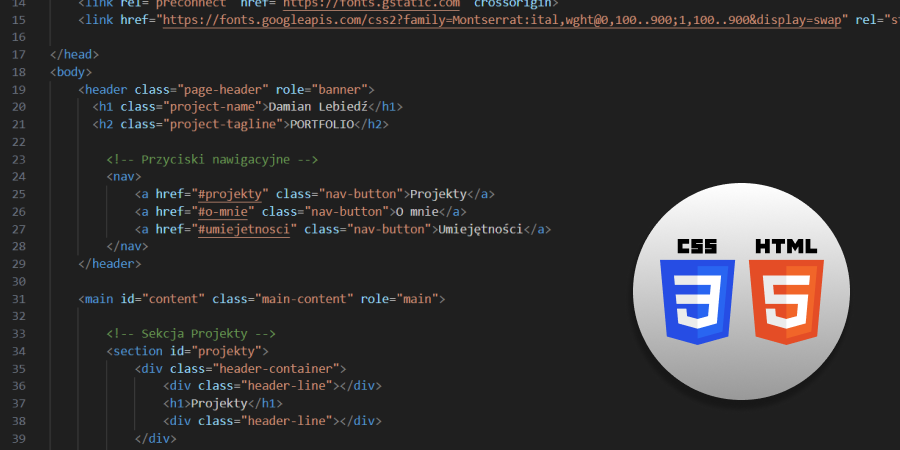 14 <link rel="preconnect" href="https://fonts.gstatic.com" crossorigin>
15 <link href="https://fonts.googleapis.com/css2?family=Montserrat:ital,wght@0,100..900;1,100..900&display=swap" rel="st
16
17 </head>
18 <body>
19 <header class="page-header" role="banner">
20 <h1 class="project-name">Damian Lebiedź</h1>
21 <h2 class="project-tagline">PORTFOLIO</h2>
22
23 <!-- Przyciski nawigacyjne -->
24 <nav>
25 <a href="#projekty" class="nav-button">Projekty</a>
26 <a href="#o-mnie" class="nav-button">O mnie</a>
27 <a href="#umiejetnosci" class="nav-button">Umiejętności</a>
28 </nav>
29 </header>
30
31 <main id="content" class="main-content" role="main">
32
33 <!-- Sekcja Projekty -->
34 <section id="projekty">
35 <div class="header-container">
36 <div class="header-line"></div>
37 <h1>Projekty</h1>
38 <div class="header-line"></div>
39 </div>
CSS HTML
3 5